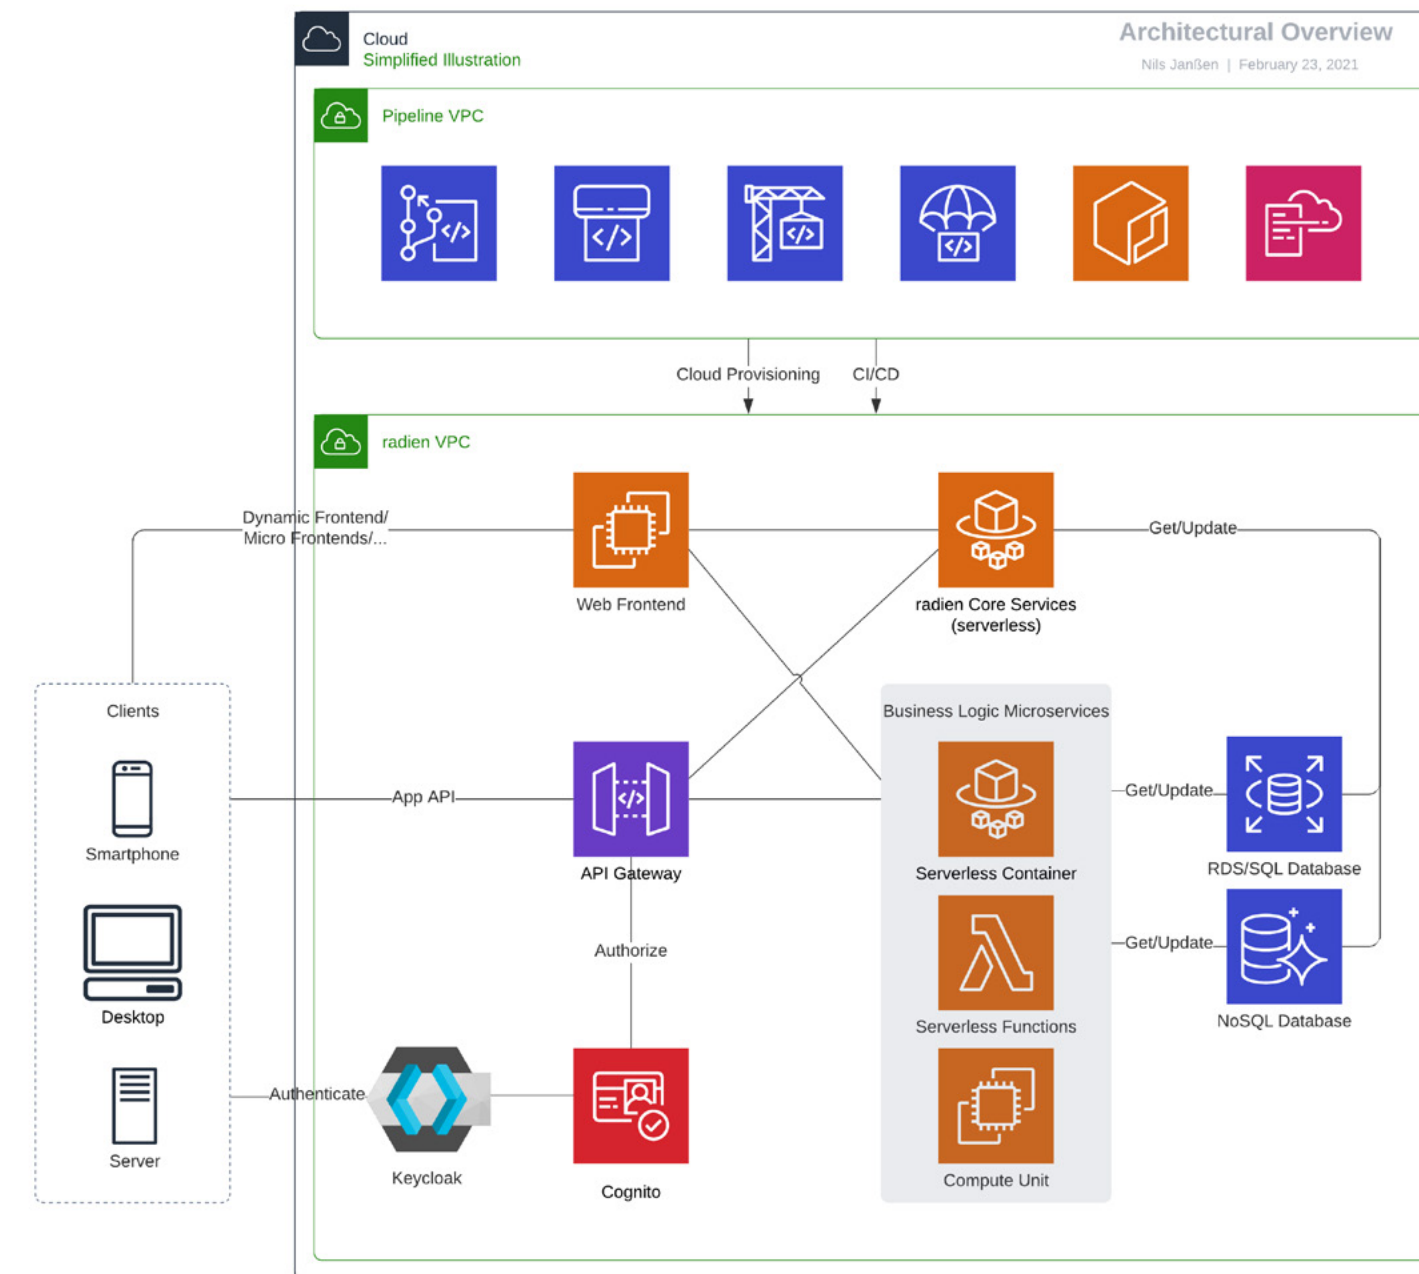 Cloud
Simplified Illustration
Architectural Overview
Nils Janßen | February 23, 2021
Pipeline VPC
</>
</>
</>
</>
Cloud Provisioning
CI/CD
radien VPC
Dynamic Frontend/
Micro Frontends/...
Get/Update
Web Frontend
radien Core Services
(serverless)
Clients
Business Logic Microservices
App API
</>
Get/Update
Smartphone
API Gateway
Serverless Container
RDS/SQL Database
Authorize
Get/Update
Desktop
Serverless Functions
NoSQL Database
Authenticate
Server
Keycloak
Cognito
Compute Unit